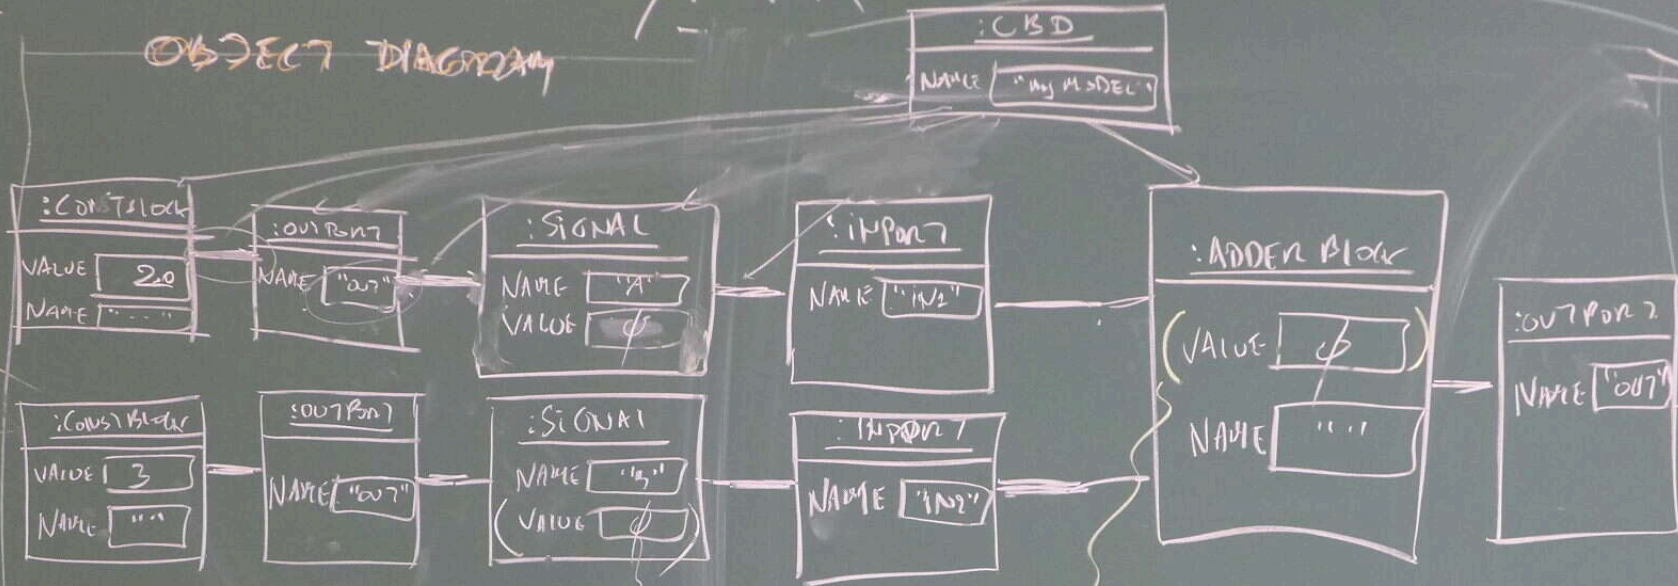 OBJECT DIAGRAM
:CBD
NAME "my MODEL"
:CONSTBLOCK
VALUE 2.0
NAME "..."
:OUTPORT
NAME "OUT"
:SIGNAL
NAME "A"
VALUE ϕ
:INPORT
NAME "IN1"
:ADDER BLOCK
(VALUE ϕ)
NAME " "
:OUTPORT
NAME "OUT"
:CONSTBLOCK
VALUE 3
NAME " "
:OUTPORT
NAME "OUT"
:SIGNAL
NAME "B"
(VALUE ϕ)
:INPORT
NAME "IN2"